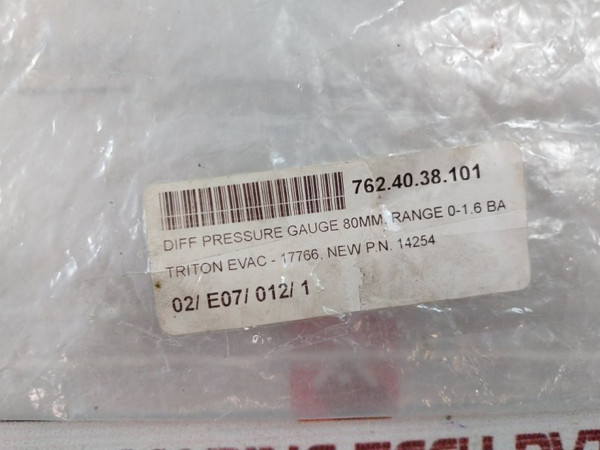 762.40.38.101
DIFF PRESSURE GAUGE 80MM, RANGE 0-1.6 BA
TRITON EVAC - 17766, NEW P.N. 14254
02/ E07/ 012/ 1